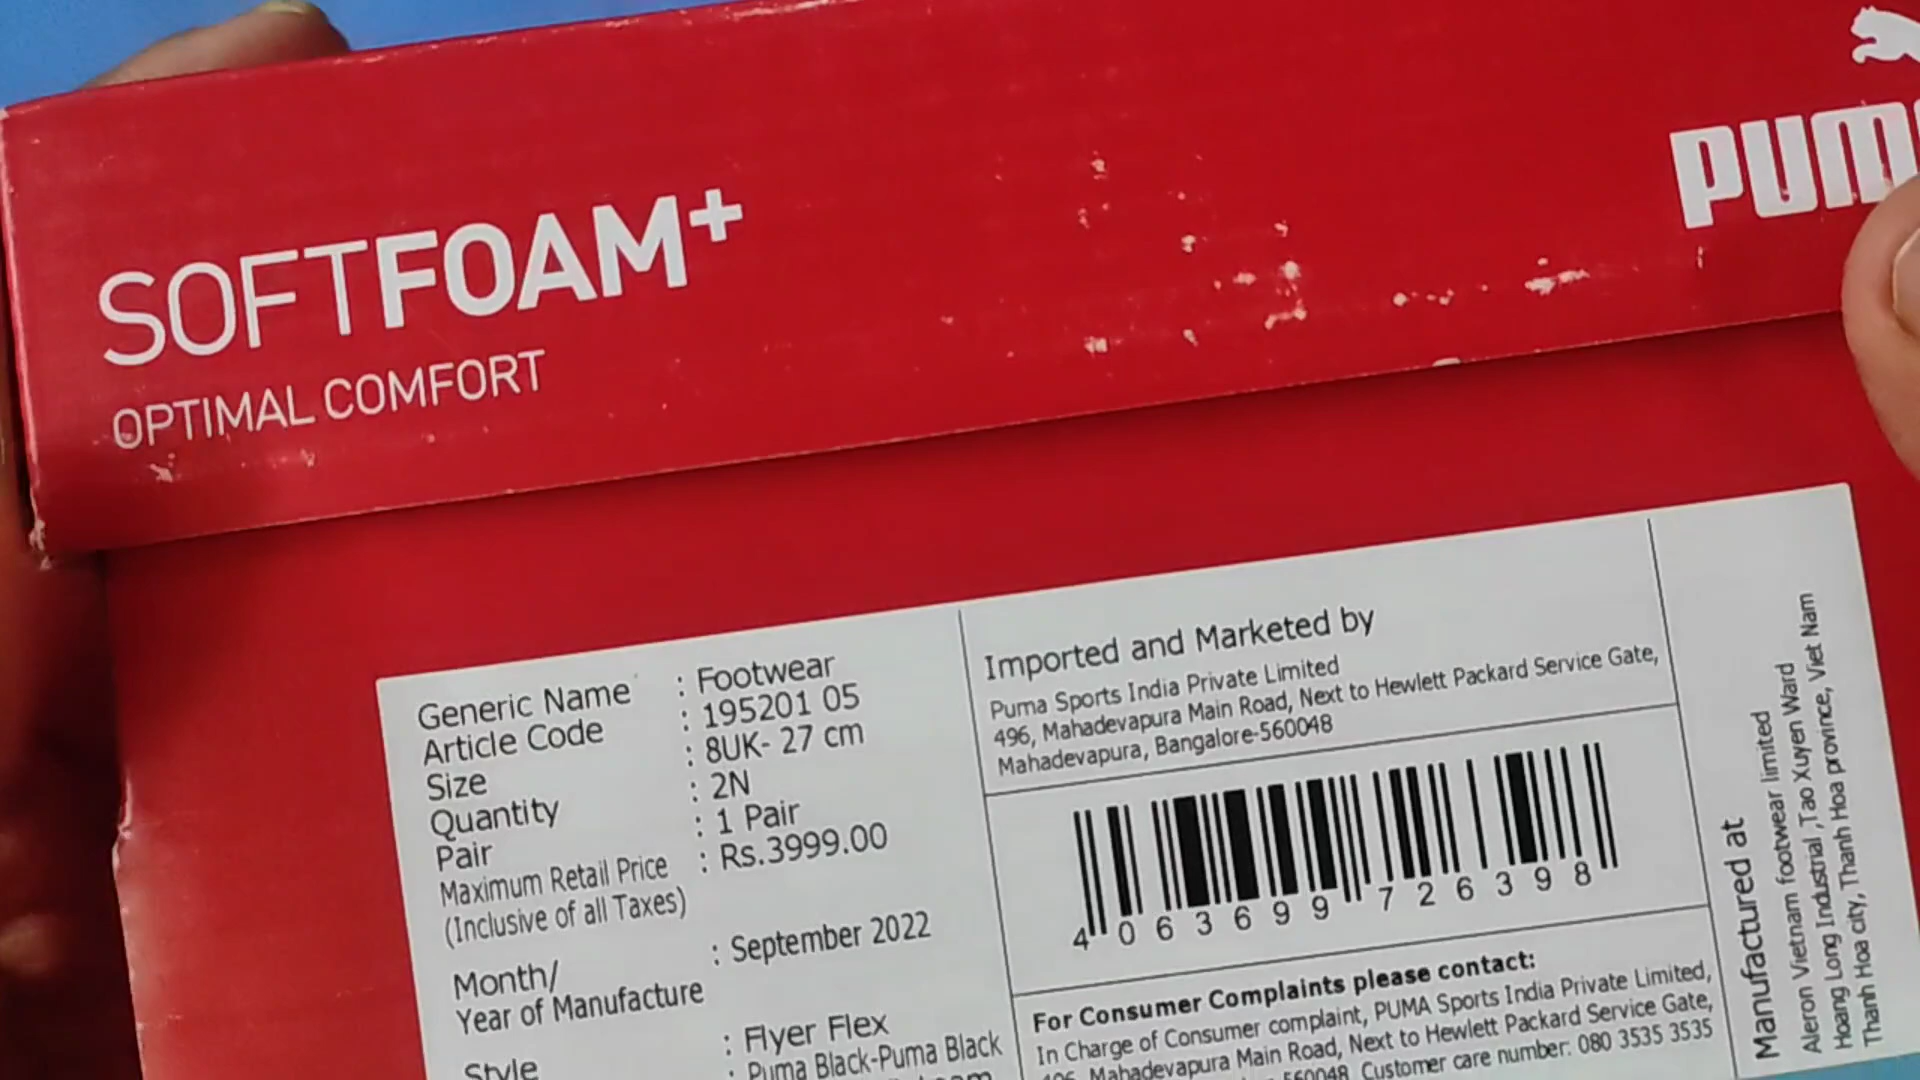 SOFTFOAM+
OPTIMAL COMFORT
PUM
Generic Name : Footwear
Article Code : 195201 05
Size : 8UK- 27 cm
Quantity : 2N
Pair : 1 Pair
Maximum Retail Price : Rs.3999.00
(Inclusive of all Taxes)
Month/ : September 2022
Year of Manufacture
Style : Flyer Flex
: Puma Black-Puma Black
Imported and Marketed by
Puma Sports India Private Limited
496, Mahadevapura Main Road, Next to Hewlett Packard Service Gate,
Mahadevapura, Bangalore-560048
4 063699 726398
For Consumer Complaints please contact:
In Charge of Consumer complaint, PUMA Sports India Private Limited,
Mahadevapura Main Road, Next to Hewlett Packard Service Gate,
560048 Customer care number: 080 3535 3535
Manufactured at
Aleron Vietnam footwear limited
Hoang Long Industrial ,Tao Xuyen Ward
Thanh Hoa city, Thanh Hoa province, Viet Nam